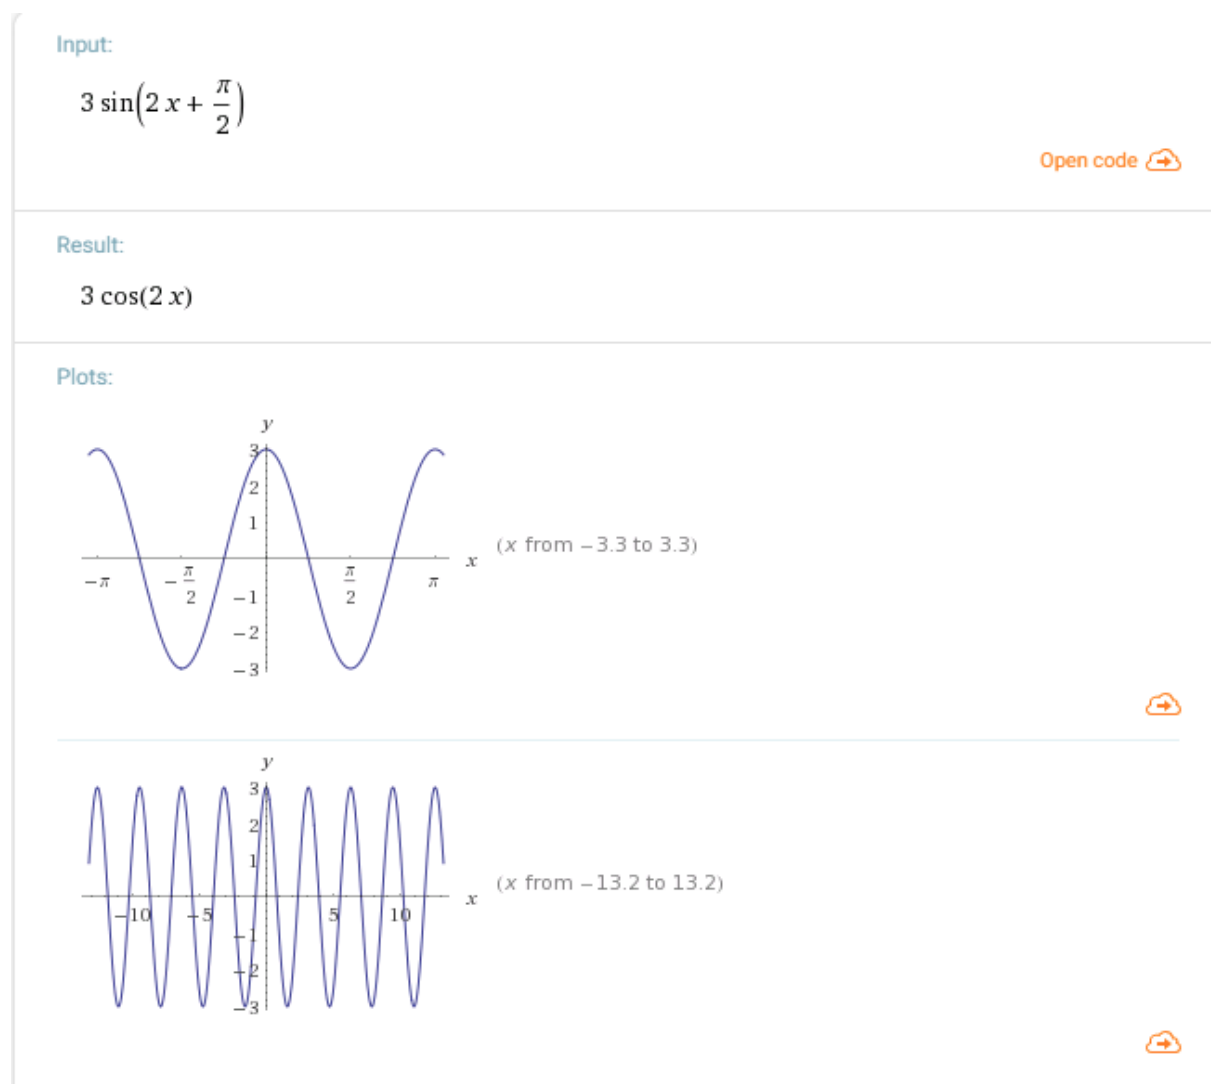 Input:
3 sin(2 x + π/2)
Open code
Result:
3 cos(2 x)
Plots:
y
3
2
1
(x from −3.3 to 3.3)
x
−π
−π/2
π/2
π
−1
−2
−3
y
3
2
1
(x from −13.2 to 13.2)
x
−10
−5
5
10
−1
−2
−3